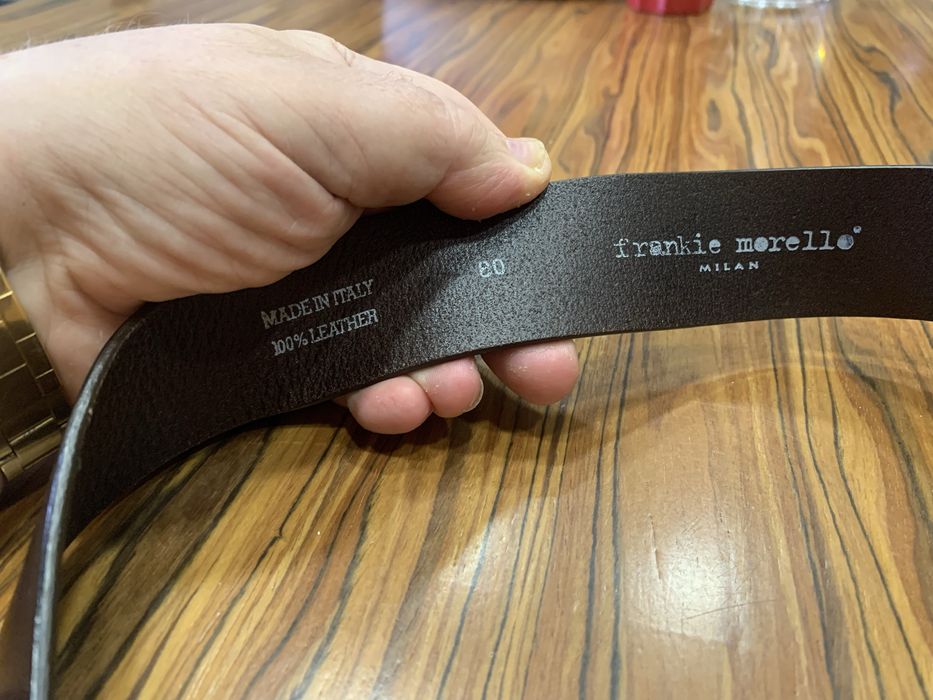 MADE IN ITALY
100% LEATHER
80
frankie morello®
MILAN